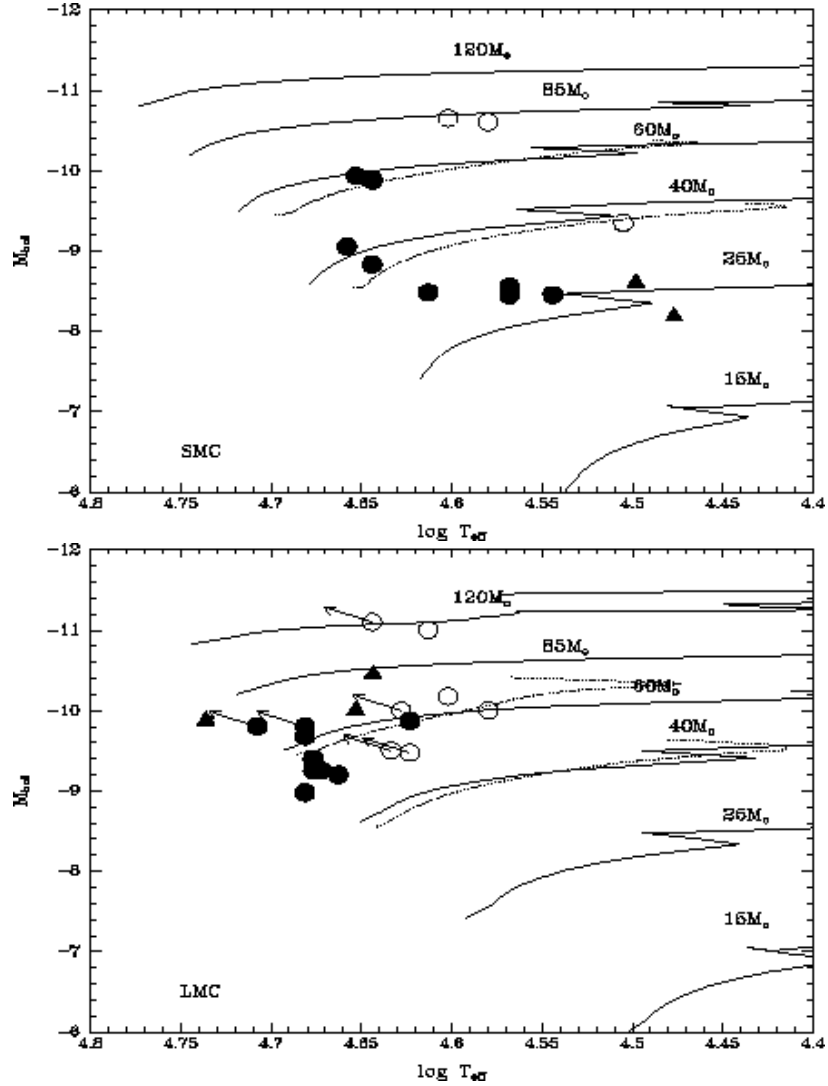 -12
120M⊙
-11
85M⊙
60M⊙
-10
40M⊙
M_bol
-9
25M⊙
-8
15M⊙
-7
SMC
-6
4.8 4.75 4.7 4.65 4.6 4.55 4.5 4.45 4.4
log T_eff
-12
120M⊙
-11
85M⊙
60M⊙
-10
40M⊙
M_bol
-9
25M⊙
-8
15M⊙
-7
LMC
-6
4.8 4.75 4.7 4.65 4.6 4.55 4.5 4.45 4.4
log T_eff